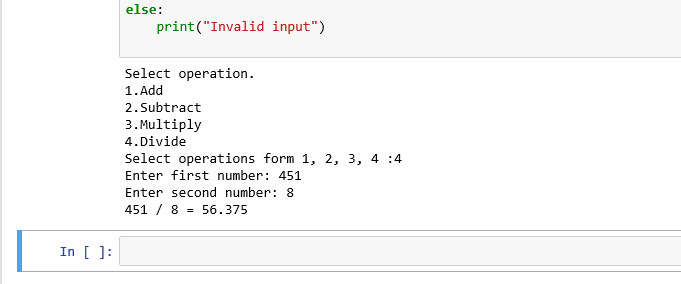 else:
    print("Invalid input")
Select operation.
1.Add
2.Subtract
3.Multiply
4.Divide
Select operations form 1, 2, 3, 4 :4
Enter first number: 451
Enter second number: 8
451 / 8 = 56.375
In [ ]: